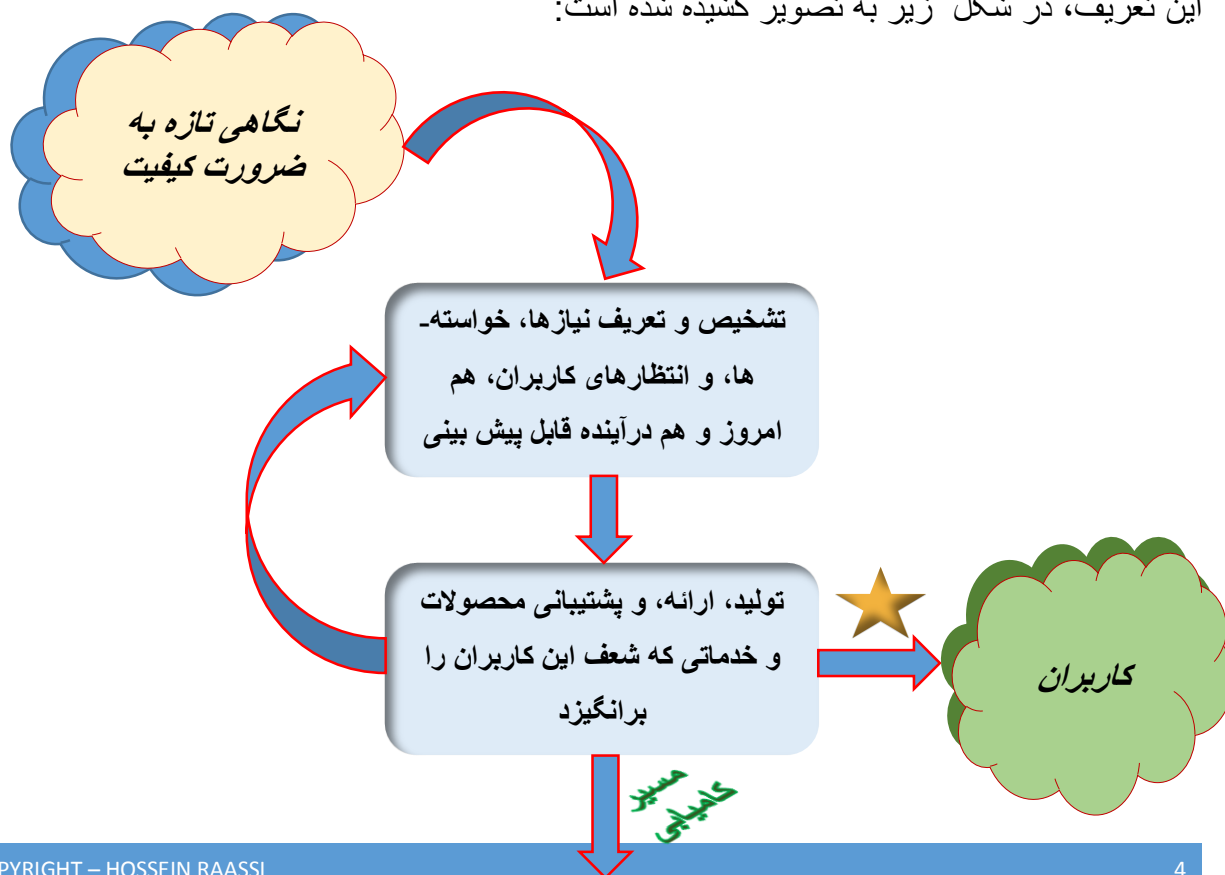 این تعریف، در شکل زیر به تصویر کشیده شده است:
نگاهی تازه به
ضرورت کیفیت
تشخیص و تعریف نیازها، خواسته-
ها، و انتظارهای کاربران، هم
امروز و هم درآینده قابل پیش بینی
تولید، ارائه، و پشتیبانی محصولات
و خدماتی که شعف این کاربران را
برانگیزد
کاربران
مسیر
کامیابی
PYRIGHT – HOSSEIN RAASSI
4